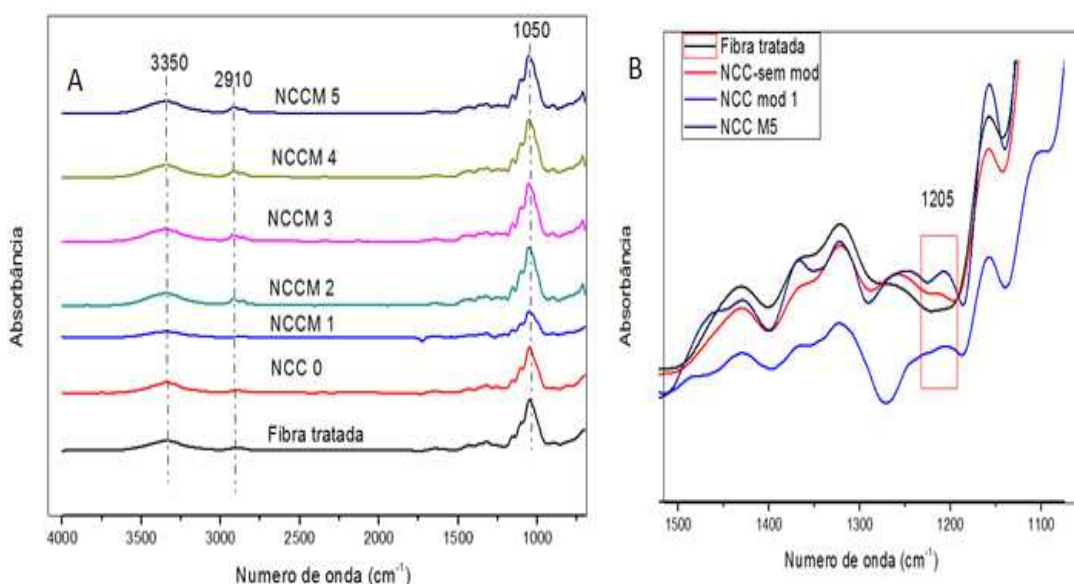 A
3350
2910
1050
NCCM 5
NCCM 4
NCCM 3
NCCM 2
NCCM 1
NCC 0
Fibra tratada
Absorbância
4000 3500 3000 2500 2000 1500 1000
Numero de onda (cm⁻¹)
B
Fibra tratada
NCC-sem mod
NCC mod 1
NCC M5
1205
Absorbância
1500 1400 1300 1200 1100
Numero de onda (cm⁻¹)